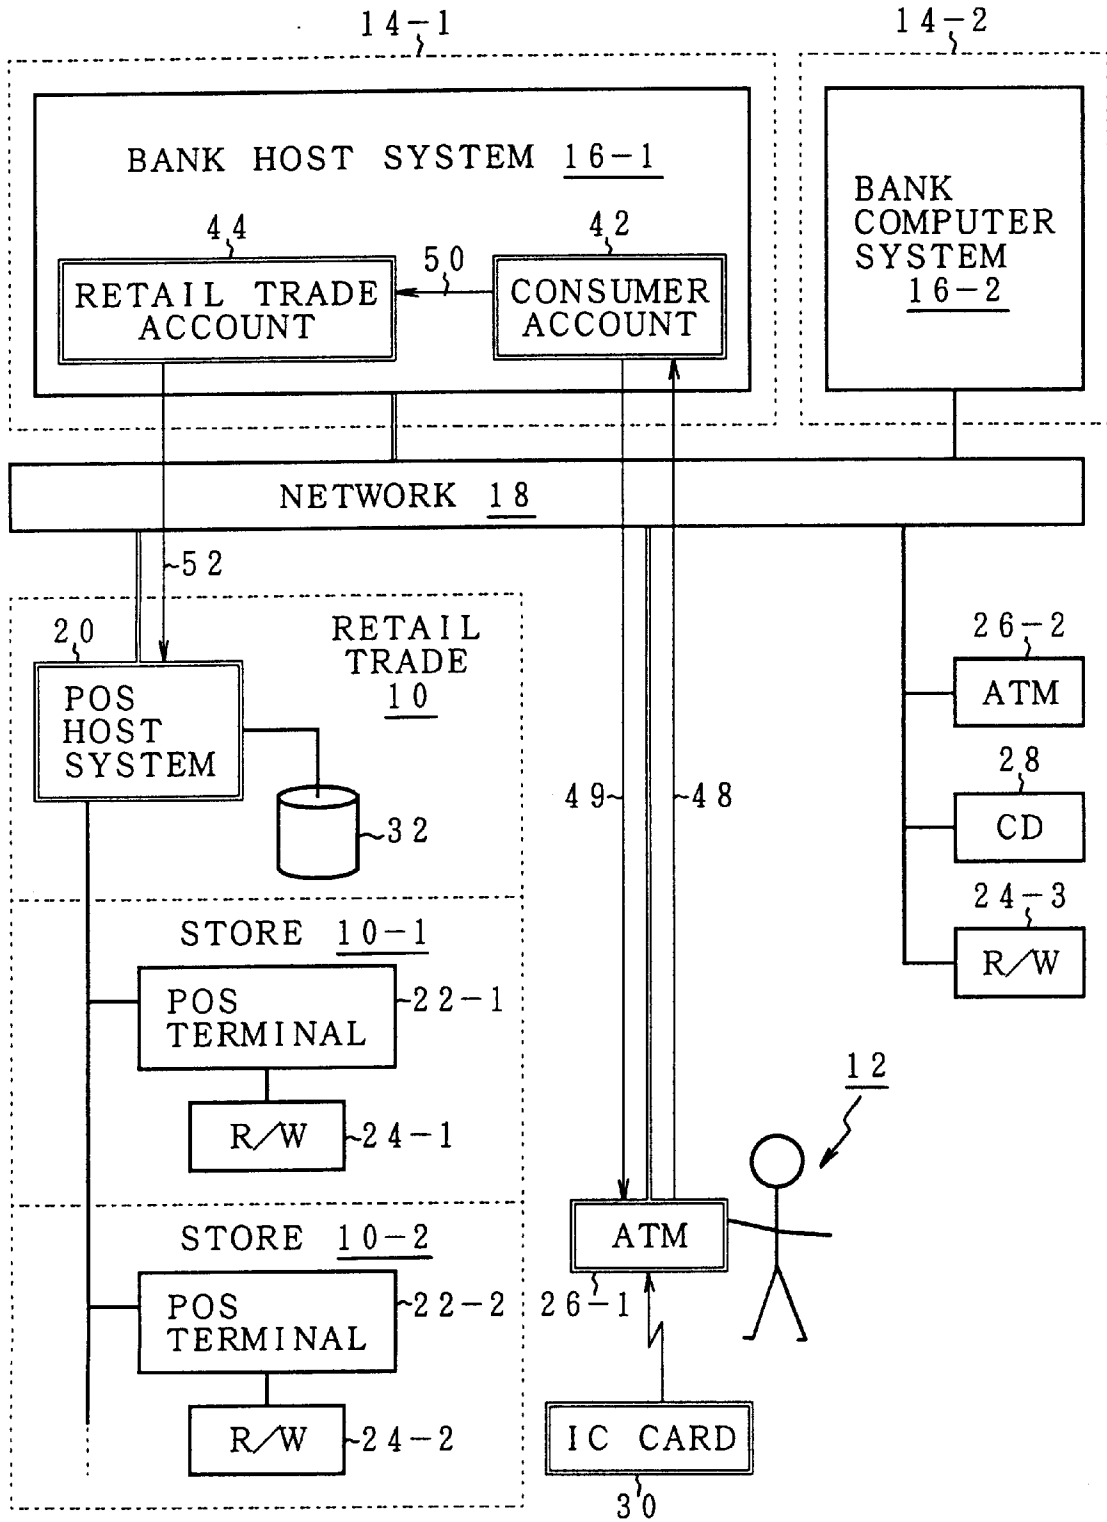 14-1
14-2
BANK HOST SYSTEM 16-1
BANK
COMPUTER
SYSTEM
16-2
44
42
50
RETAIL TRADE
ACCOUNT
CONSUMER
ACCOUNT
NETWORK 18
52
20
RETAIL
TRADE
10
POS
HOST
SYSTEM
32
49
48
26-2
ATM
28
CD
24-3
R/W
STORE 10-1
POS
TERMINAL
22-1
R/W
24-1
12
STORE 10-2
POS
TERMINAL
22-2
R/W
24-2
ATM
26-1
IC CARD
30